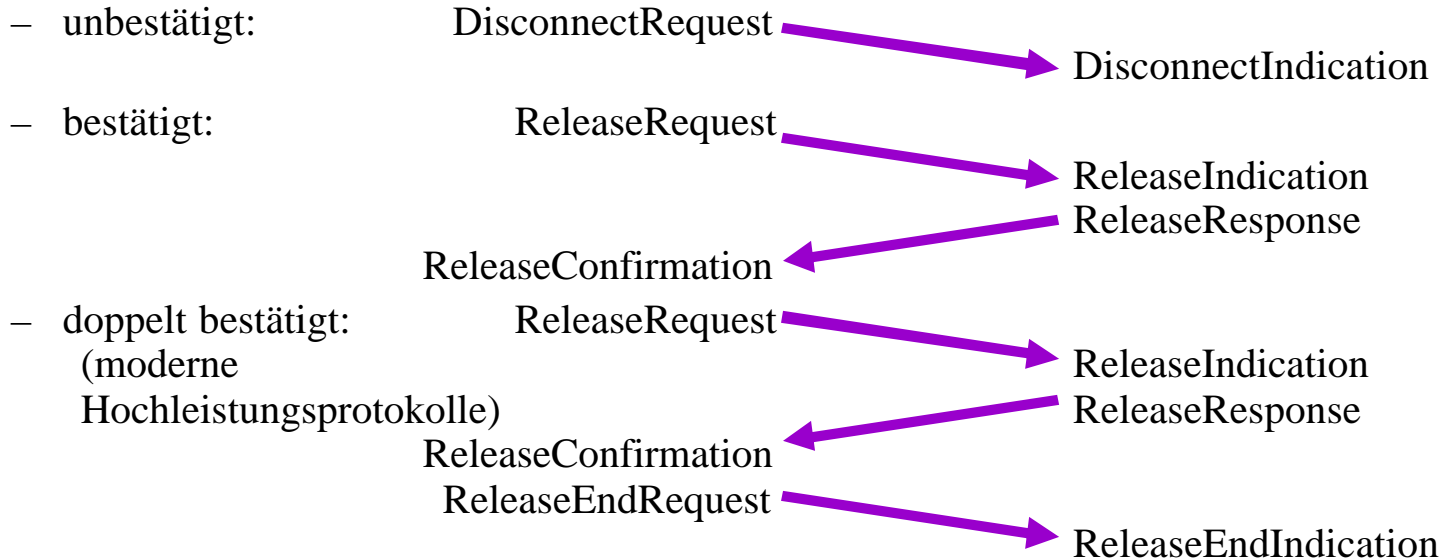 – unbestätigt: DisconnectRequest
DisconnectIndication
– bestätigt: ReleaseRequest
ReleaseIndication
ReleaseResponse
ReleaseConfirmation
– doppelt bestätigt: ReleaseRequest
(moderne ReleaseIndication
Hochleistungsprotokolle) ReleaseResponse
ReleaseConfirmation
ReleaseEndRequest
ReleaseEndIndication